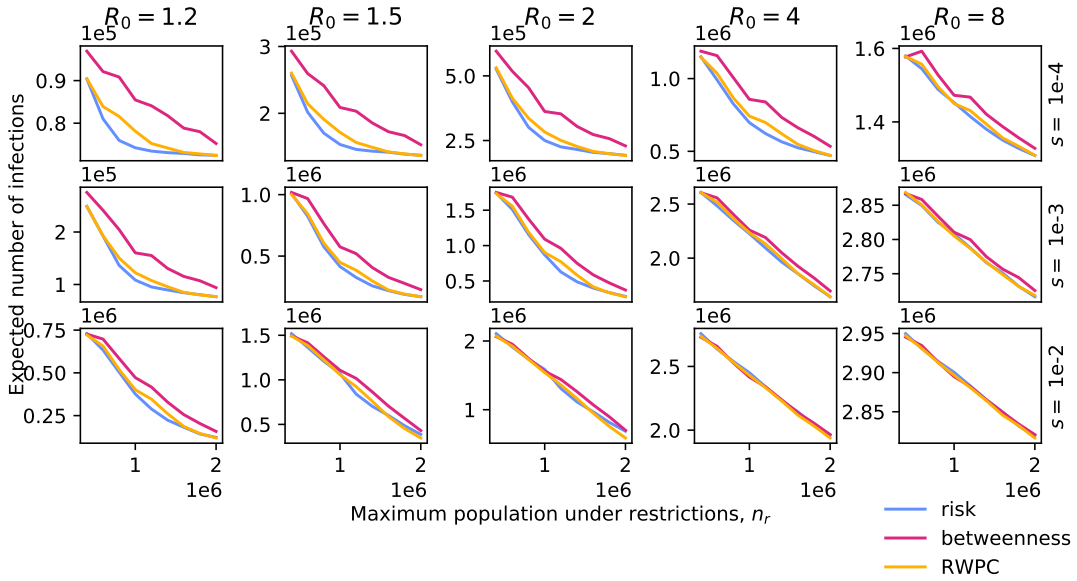 R₀ = 1.2 R₀ = 1.5 R₀ = 2 R₀ = 4 R₀ = 8
1e5 1e5 1e5 1e6 1e6
0.9
0.8
3
2
5.0
2.5
1.0
0.5
1.6
1.4
s = 1e-4
1e5 1e6 1e6 1e6 1e6
2
1
1.0
0.5
1.5
1.0
0.5
2.5
2.0
2.85
2.80
2.75
s = 1e-3
1e6 1e6 1e6 1e6 1e6
0.75
0.50
0.25
1.5
1.0
0.5
2
1
2.5
2.0
2.95
2.90
2.85
s = 1e-2
1 2 1 2 1 2 1 2 1 2
1e6 1e6 1e6 1e6 1e6
Expected number of infections
Maximum population under restrictions, nᵣ
risk
betweenness
RWPC